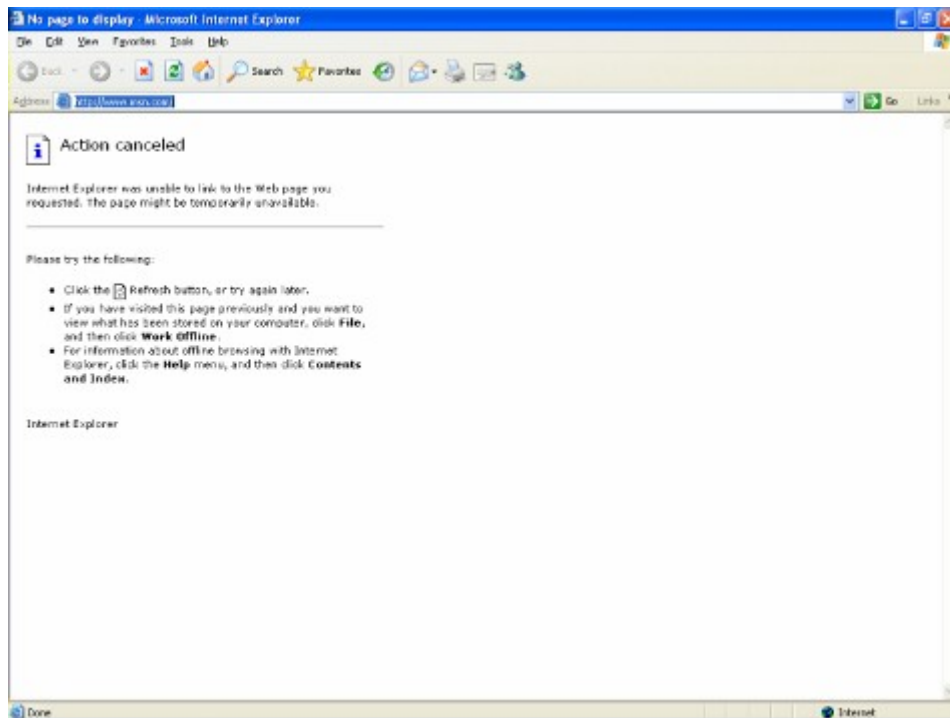 No page to display - Microsoft Internet Explorer
File Edit View Favorites Tools Help
Back Search Favorites
Address http://www.msn.com/ Go Links
Action canceled
Internet Explorer was unable to link to the Web page you
requested. The page might be temporarily unavailable.
Please try the following:
Click the Refresh button, or try again later.
If you have visited this page previously and you want to
view what has been stored on your computer, click File,
and then click Work Offline.
For information about offline browsing with Internet
Explorer, click the Help menu, and then click Contents
and Index.
Internet Explorer
Done Internet